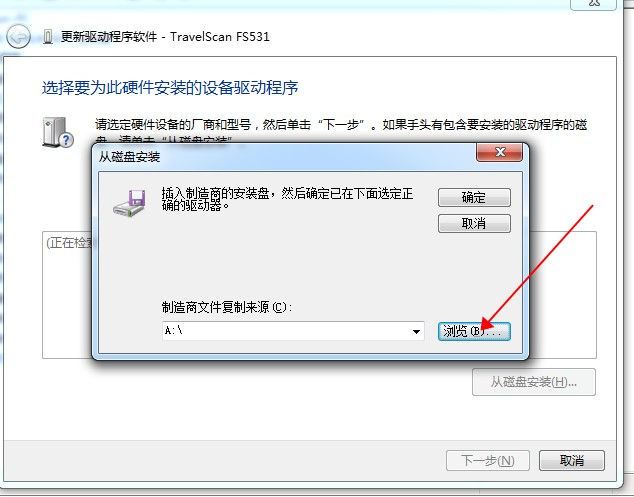 更新驱动程序软件 - TravelScan FS531
选择要为此硬件安装的设备驱动程序
请选定硬件设备的厂商和型号，然后单击“下一步”。如果手头有包含要安装的驱动程序的磁
盘，请单击“从磁盘安装”。
从磁盘安装
插入制造商的安装盘，然后确定已在下面选定正
确的驱动器。
确定
取消
(正在检索
制造商文件复制来源(C):
A:\
浏览(B)...
从磁盘安装(H)...
下一步(N)
取消